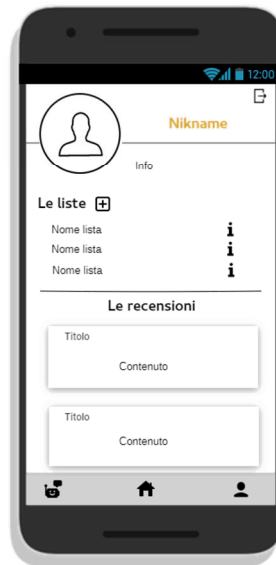 12:00
Nikname
Info
Le liste
Nome lista
Nome lista
Nome lista
Le recensioni
Titolo
Contenuto
Titolo
Contenuto